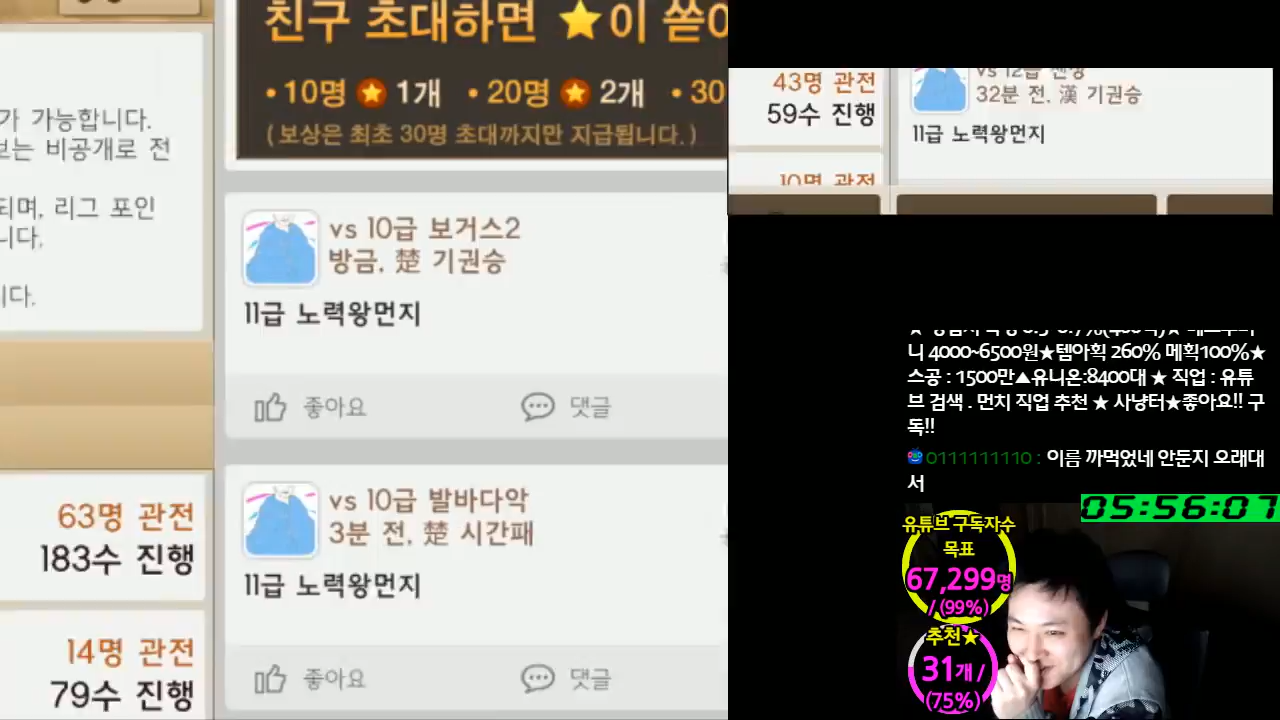 친구 초대하면 ⭐이 쏟아
• 10명 1개 • 20명 2개 • 30
( 보상은 최초 30명 초대까지만 지급됩니다. )
가 가능합니다.
보는 비공개로 전
되며, 리그 포인
니다.
니다.
vs 10급 보거스2
방금. 楚 기권승
11급 노력왕먼지
좋아요 댓글
vs 10급 발바다악
3분 전. 楚 시간패
11급 노력왕먼지
좋아요 댓글
63명 관전
183수 진행
14명 관전
79수 진행
43명 관전
59수 진행
10명 관전
vs 12급
32분 전. 漢 기권승
11급 노력왕먼지
니 4000~6500원★템아획 260% 메획100%★
스공 : 1500만▲유니온:8400대 ★ 직업 : 유튜
브 검색 . 먼치 직업 추천 ★ 사냥터★좋아요!! 구
독!!
0111111110 : 이름 까먹었네 안둔지 오래대
서
05:56:07
유튜브 구독자수
목표
67,299명
/ (99%)
추천★
31개 /
(75%)